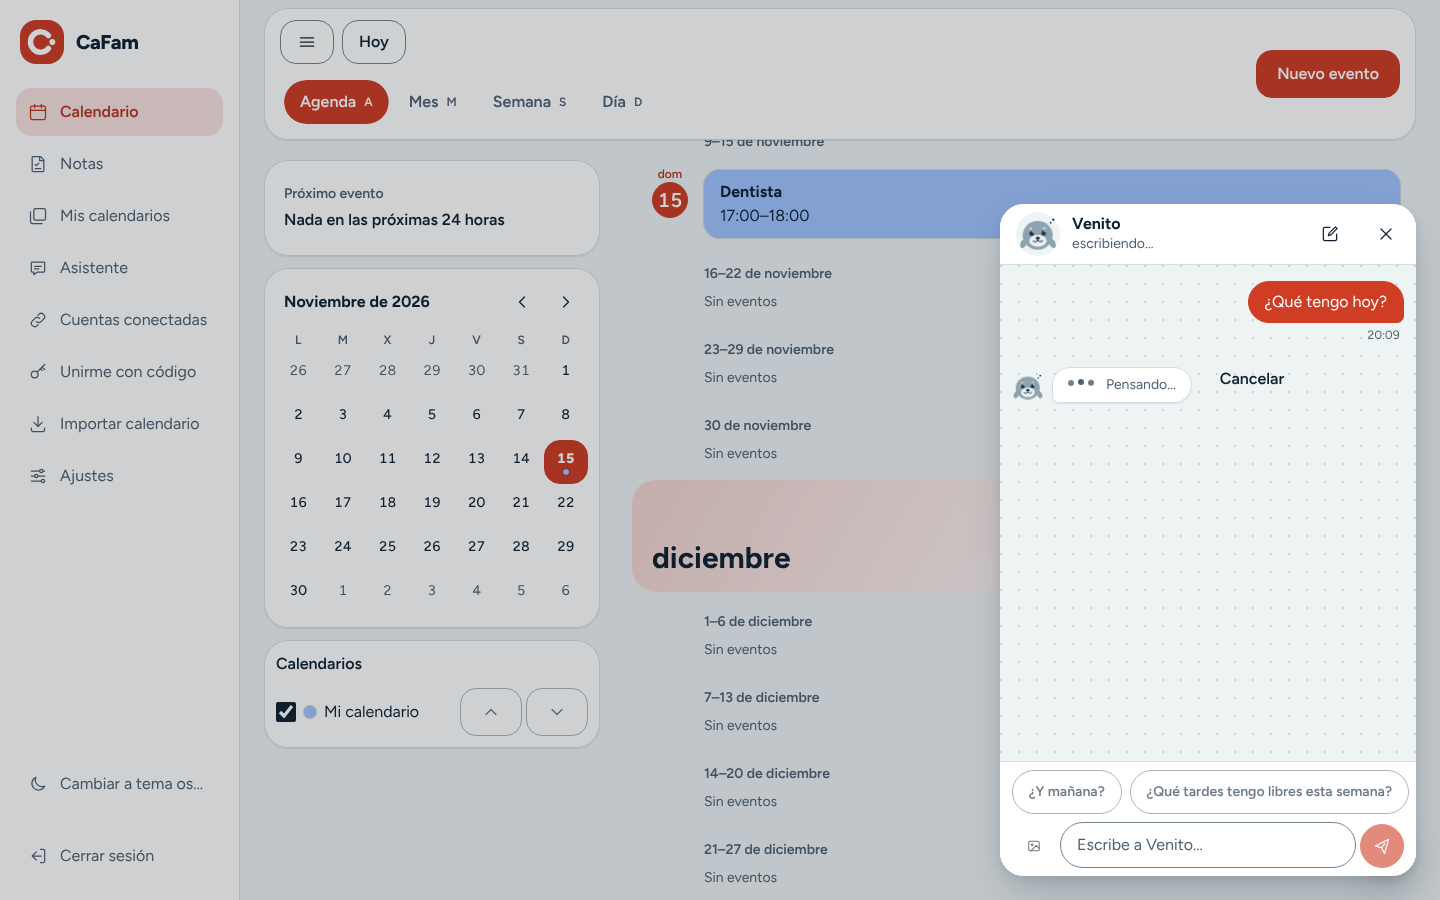 CaFam
Calendario
Notas
Mis calendarios
Asistente
Cuentas conectadas
Unirme con código
Importar calendario
Ajustes
Cambiar a tema os...
Cerrar sesión
Hoy
Agenda A
Mes M
Semana S
Día D
Nuevo evento
Próximo evento
Nada en las próximas 24 horas
Noviembre de 2026
L M X J V S D
26 27 28 29 30 31 1
2 3 4 5 6 7 8
9 10 11 12 13 14 15
16 17 18 19 20 21 22
23 24 25 26 27 28 29
30 1 2 3 4 5 6
Calendarios
Mi calendario
9–15 de noviembre
dom
15
Dentista
17:00–18:00
16–22 de noviembre
Sin eventos
23–29 de noviembre
Sin eventos
30 de noviembre
Sin eventos
diciembre
1–6 de diciembre
Sin eventos
7–13 de diciembre
Sin eventos
14–20 de diciembre
Sin eventos
21–27 de diciembre
Sin eventos
Venito
escribiendo...
¿Qué tengo hoy?
20:09
Pensando...
Cancelar
¿Y mañana?
¿Qué tardes tengo libres esta semana?
Escribe a Venito...